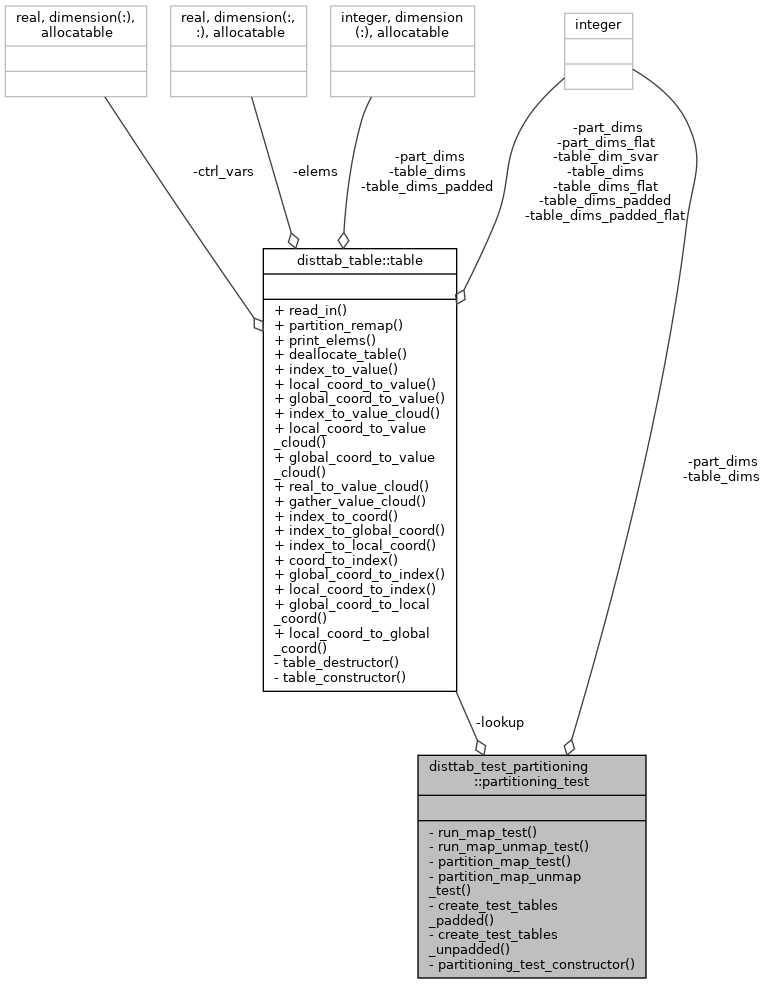 real, dimension(:),
allocatable
real, dimension(:,
:), allocatable
integer, dimension
(:), allocatable
integer
-ctrl_vars
-elems
-part_dims
-table_dims
-table_dims_padded
-part_dims
-part_dims_flat
-table_dim_svar
-table_dims
-table_dims_flat
-table_dims_padded
-table_dims_padded_flat
disttab_table::table
+ read_in()
+ partition_remap()
+ print_elems()
+ deallocate_table()
+ index_to_value()
+ local_coord_to_value()
+ global_coord_to_value()
+ index_to_value_cloud()
+ local_coord_to_value
_cloud()
+ global_coord_to_value
_cloud()
+ real_to_value_cloud()
+ gather_value_cloud()
+ index_to_coord()
+ index_to_global_coord()
+ index_to_local_coord()
+ coord_to_index()
+ global_coord_to_index()
+ local_coord_to_index()
+ global_coord_to_local
_coord()
+ local_coord_to_global
_coord()
- table_destructor()
- table_constructor()
-part_dims
-table_dims
-lookup
disttab_test_partitioning
::partitioning_test
- run_map_test()
- run_map_unmap_test()
- partition_map_test()
- partition_map_unmap
_test()
- create_test_tables
_padded()
- create_test_tables
_unpadded()
- partitioning_test_constructor()